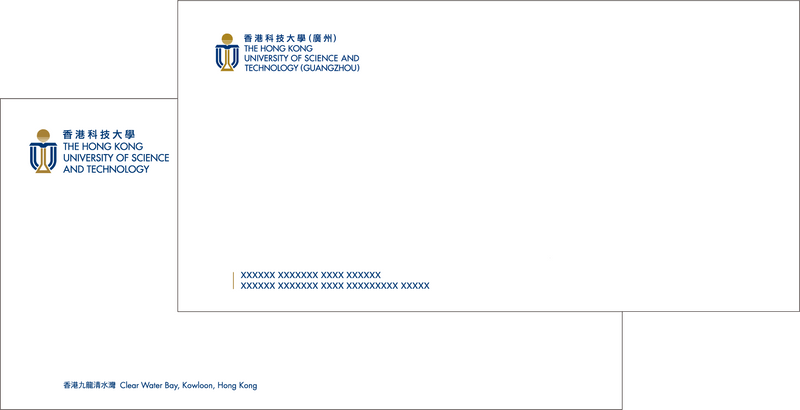 香港科技大學(廣州)
THE HONG KONG
UNIVERSITY OF SCIENCE AND
TECHNOLOGY (GUANGZHOU)
XXXXXX XXXXXXX XXXX XXXXXX
XXXXXX XXXXXXX XXXX XXXXXXXXX XXXXX
香港科技大學
THE HONG KONG
UNIVERSITY OF SCIENCE
AND TECHNOLOGY
香港九龍清水灣 Clear Water Bay, Kowloon, Hong Kong